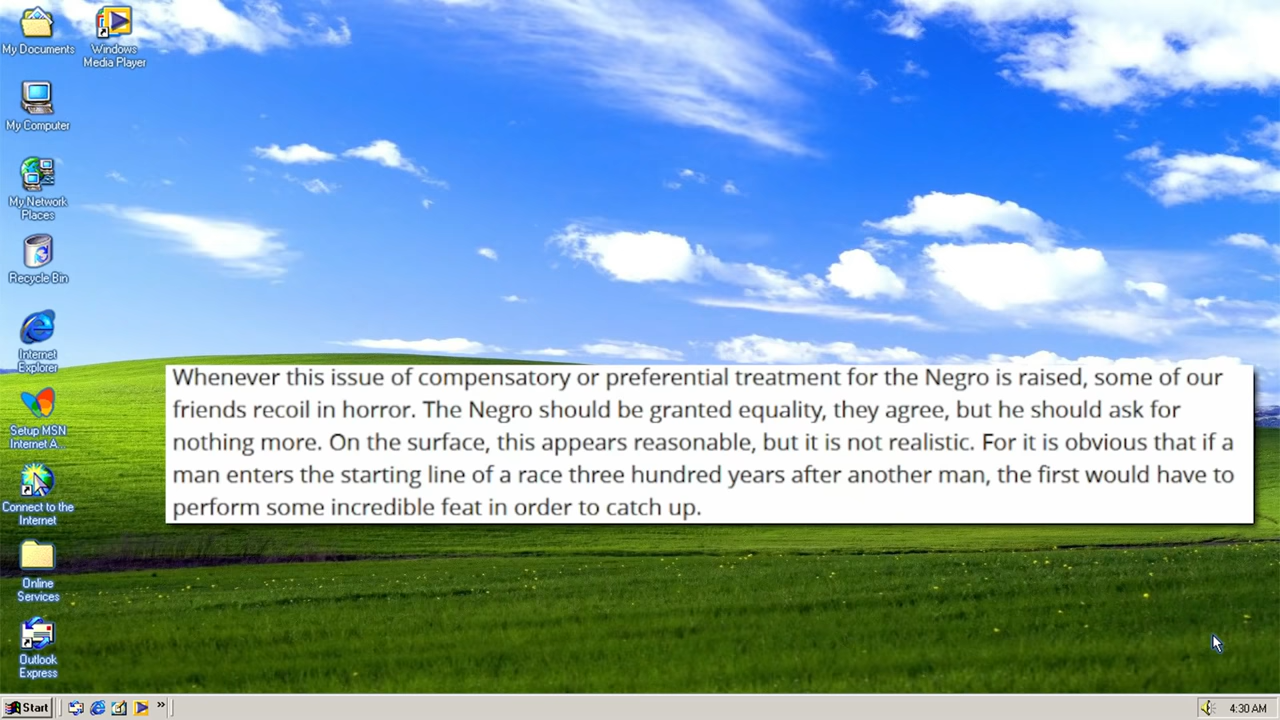 My Documents
Windows
Media Player
My Computer
My Network
Places
Recycle Bin
Internet
Explorer
Setup MSN
Internet A...
Connect to the
Internet
Online
Services
Outlook
Express
Whenever this issue of compensatory or preferential treatment for the Negro is raised, some of our
friends recoil in horror. The Negro should be granted equality, they agree, but he should ask for
nothing more. On the surface, this appears reasonable, but it is not realistic. For it is obvious that if a
man enters the starting line of a race three hundred years after another man, the first would have to
perform some incredible feat in order to catch up.
Start
4:30 AM